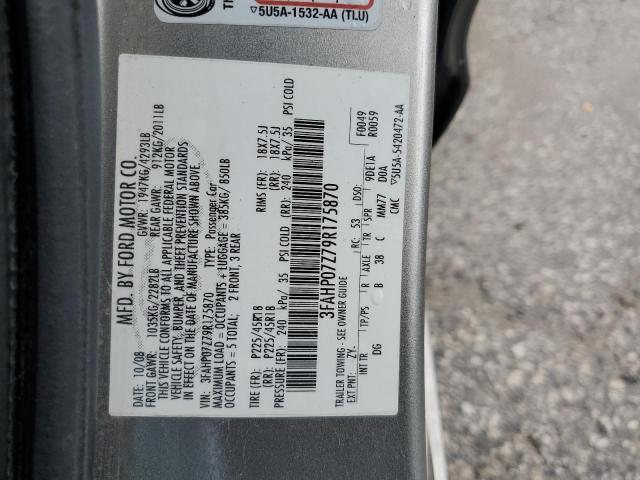 5U5A-1532-AA (TLU)
MFD. BY FORD MOTOR CO.
DATE: 10/08 GVWR: 1947KG/4293LB
FRONT GAWR: 1035KG/2282LB REAR GAWR: 912KG/2011LB
THIS VEHICLE CONFORMS TO ALL APPLICABLE FEDERAL MOTOR
VEHICLE SAFETY, BUMPER, AND THEFT PREVENTION STANDARDS
IN EFFECT ON THE DATE OF MANUFACTURE SHOWN ABOVE.
VIN: 3FAHP07Z79R175870 TYPE: Passenger Car
MAXIMUM LOAD = OCCUPANTS + LUGGAGE = 385KG/ 850LB
OCCUPANTS = 5 TOTAL; 2 FRONT, 3 REAR
TIRE (FR): P225/45R18 RIMS (FR): 18X7.5J
(RR): P225/45R18 (RR): 18X7.5J
PRESSURE (FR): 240 kPa/ 35 PSI COLD (RR): 240 kPa/ 35 PSI COLD
3FAHP07Z79R175870
TRAILER TOWING - SEE OWNER GUIDE F0049
R0059
EXT PNT: ZY- RC: 53 DSO: 9DE1A
INT TR TP/PS R AXLE TR SPR
DG B 38 C MM77 D0A
CMC 5U5A-5420472-AA